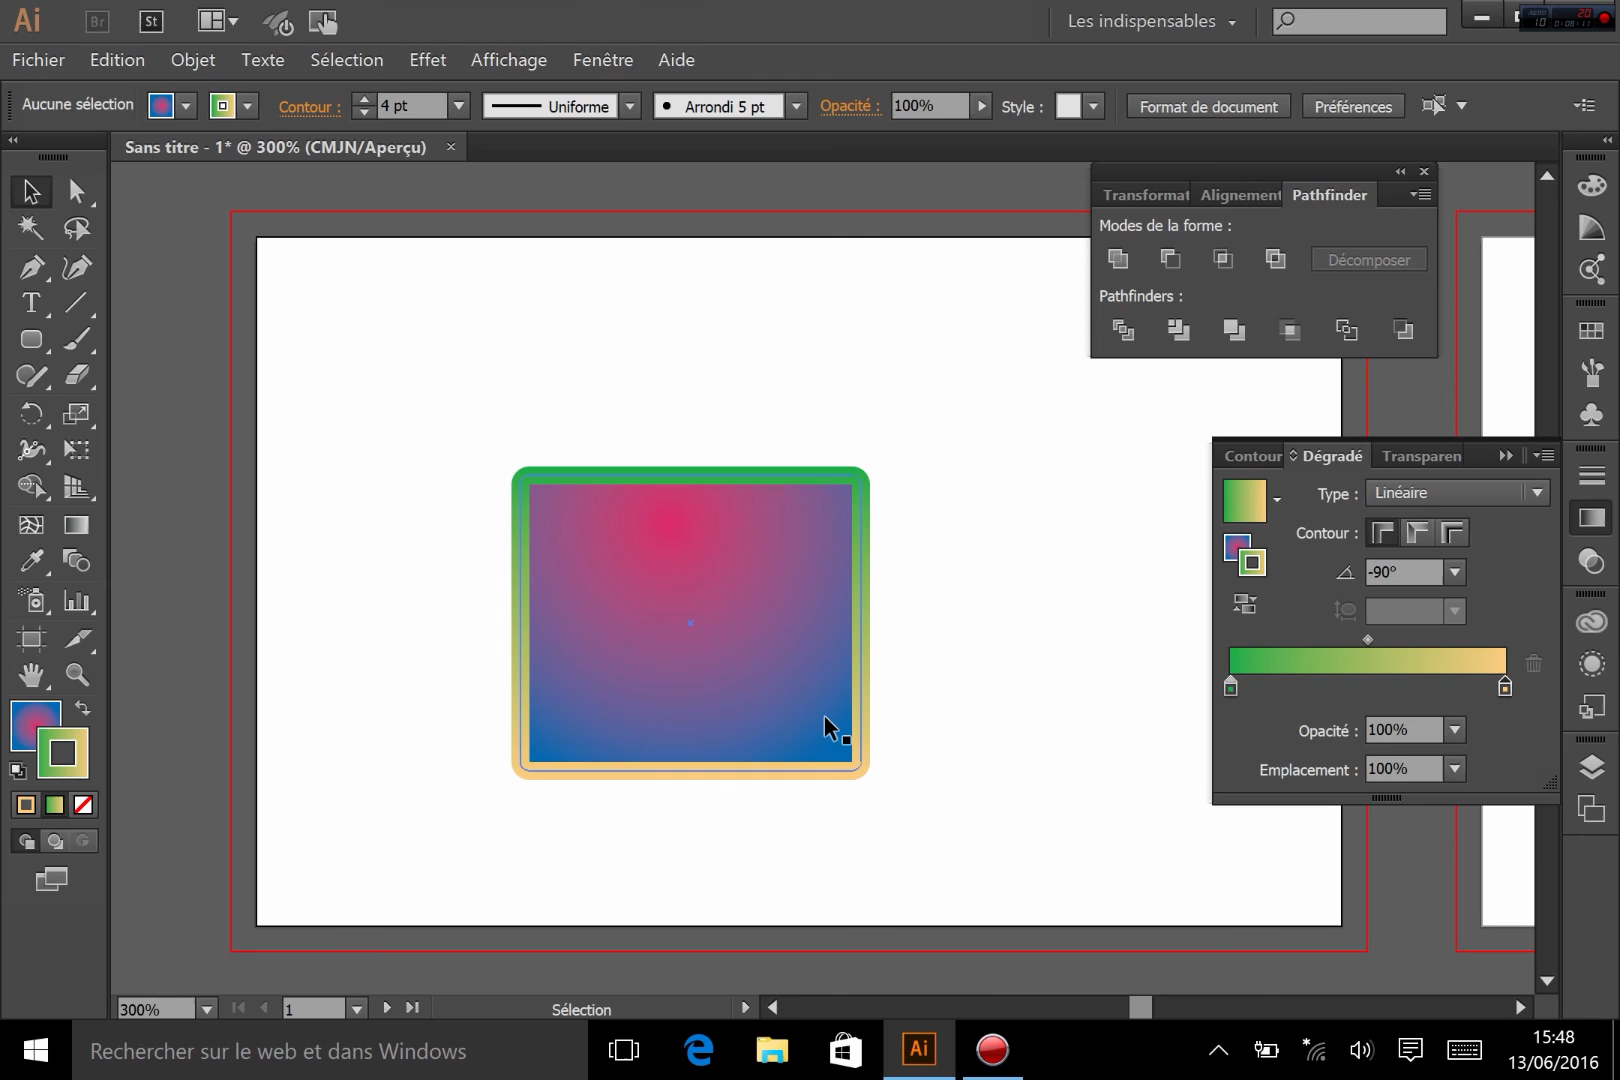 Ai Br St Les indispensables
Fichier Edition Objet Texte Sélection Effet Affichage Fenêtre Aide
Aucune sélection Contour : 4 pt Uniforme Arrondi 5 pt Opacité : 100% Style : Format de document Préférences
Sans titre - 1* @ 300% (CMJN/Aperçu) ×
Transformat Alignement Pathfinder
Modes de la forme :
Décomposer
Pathfinders :
Contour Dégradé Transparen
Type : Linéaire
Contour :
-90°
Opacité : 100%
Emplacement : 100%
300% 1 Sélection
Rechercher sur le web et dans Windows
Ai
15:48
13/06/2016